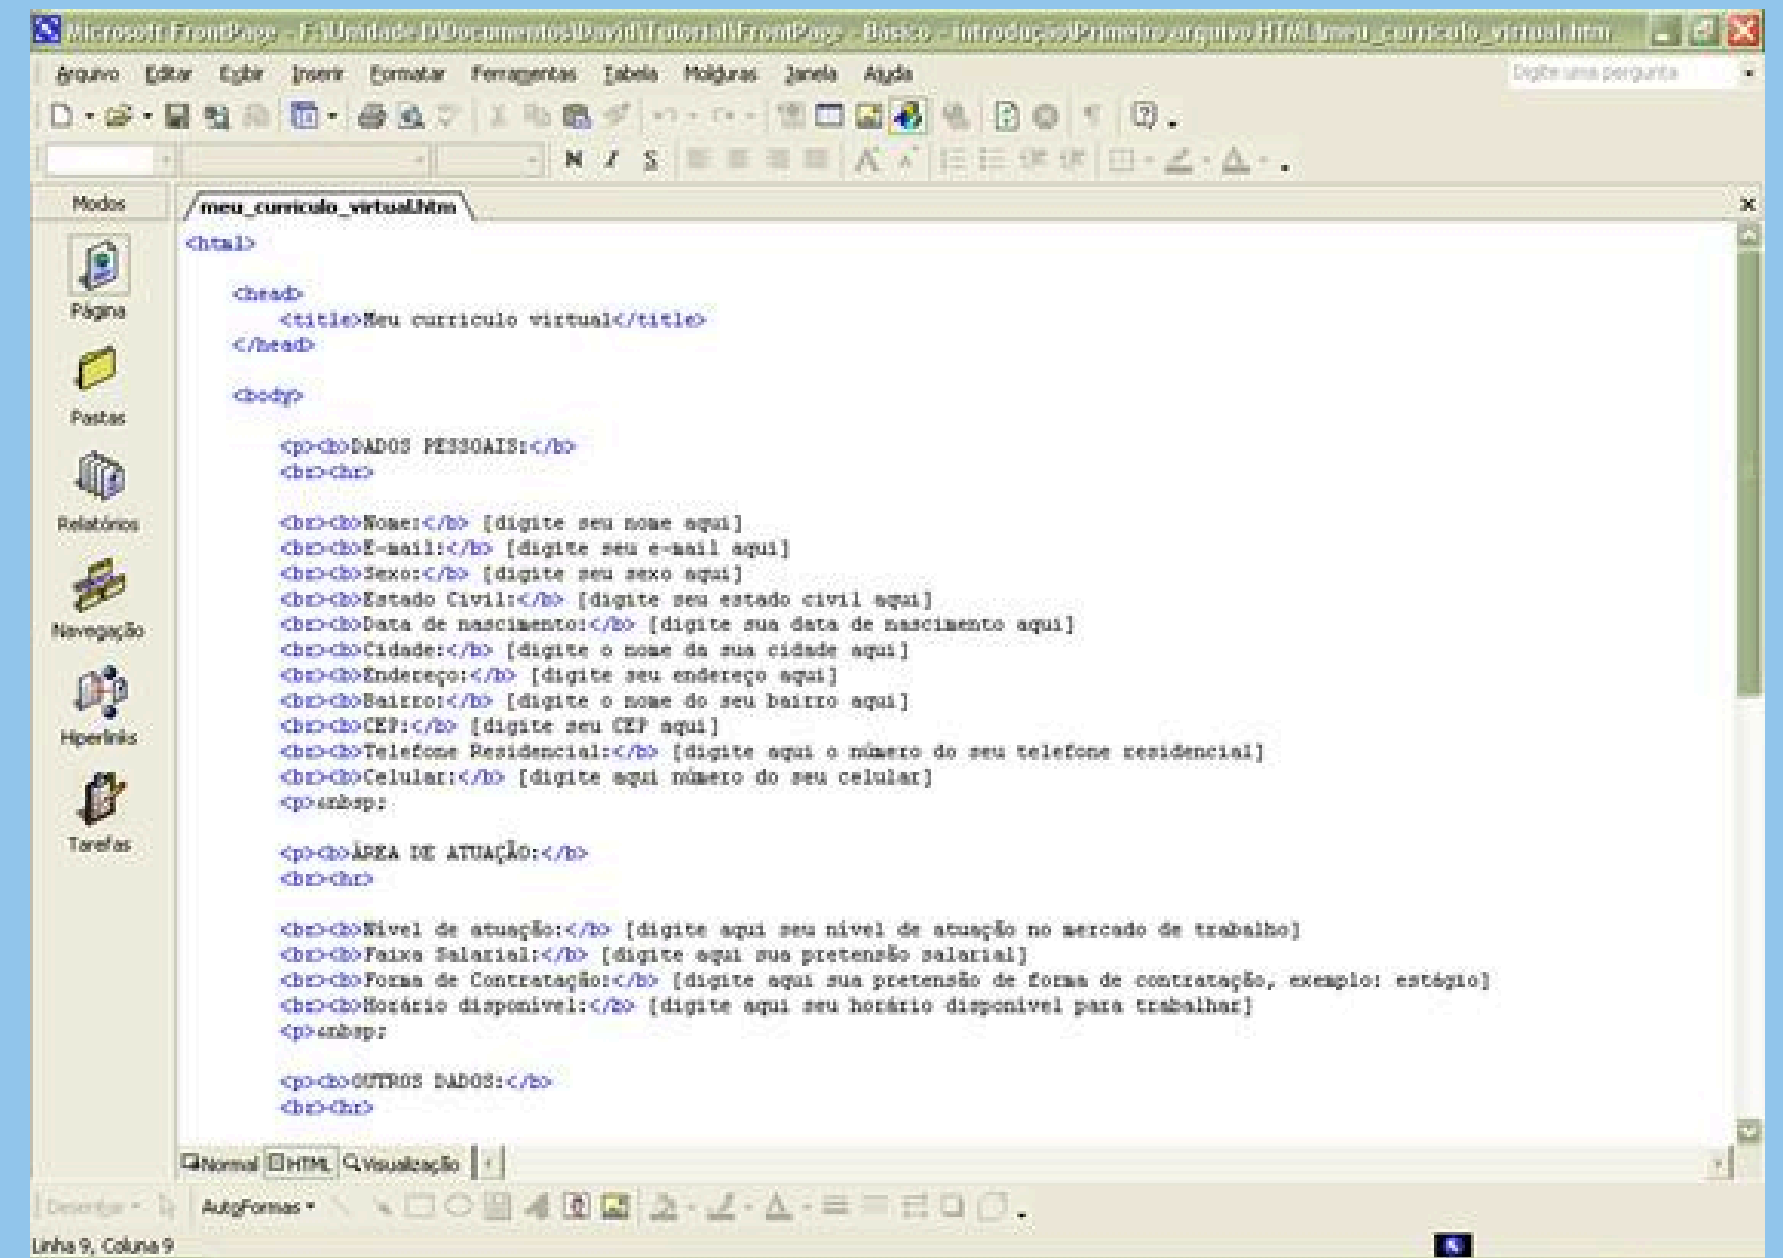 Microsoft FrontPage - F:\Unidade D\Documentos\David\Tutorial\FrontPage - Básico - Introdução\Primeiro arquivo HTML\meu_curriculo_virtual.htm
Arquivo Editar Exibir Inserir Formatar Ferramentas Tabela Molduras Janela Ajuda Digite uma pergunta
N I S
Modos
meu_curriculo_virtual.htm
Página
Pastas
Relatórios
Navegação
Hiperlinks
Tarefas
<html>
<head>
<title>Meu curriculo virtual</title>
</head>
<body>
<p><b>DADOS PESSOAIS:</b>
<br><hr>
<br><b>Nome:</b> [digite seu nome aqui]
<br><b>E-mail:</b> [digite seu e-mail aqui]
<br><b>Sexo:</b> [digite seu sexo aqui]
<br><b>Estado Civil:</b> [digite seu estado civil aqui]
<br><b>Data de nascimento:</b> [digite sua data de nascimento aqui]
<br><b>Cidade:</b> [digite o nome da sua cidade aqui]
<br><b>Endereço:</b> [digite seu endereço aqui]
<br><b>Bairro:</b> [digite o nome do seu bairro aqui]
<br><b>CEP:</b> [digite seu CEP aqui]
<br><b>Telefone Residencial:</b> [digite aqui o número do seu telefone residencial]
<br><b>Celular:</b> [digite aqui número do seu celular]
<p>&nbsp;
<p><b>ÀREA DE ATUAÇÃO:</b>
<br><hr>
<br><b>Nível de atuação:</b> [digite aqui seu nível de atuação no mercado de trabalho]
<br><b>Faixa Salarial:</b> [digite aqui sua pretensão salarial]
<br><b>Forma de Contratação:</b> [digite aqui sua pretensão de forma de contratação, exemplo: estágio]
<br><b>Horário disponível:</b> [digite aqui seu horário disponível para trabalhar]
<p>&nbsp;
<p><b>OUTROS DADOS:</b>
<br><hr>
Normal HTML Visualização
Desenhar AutoFormas
Linha 9, Coluna 9